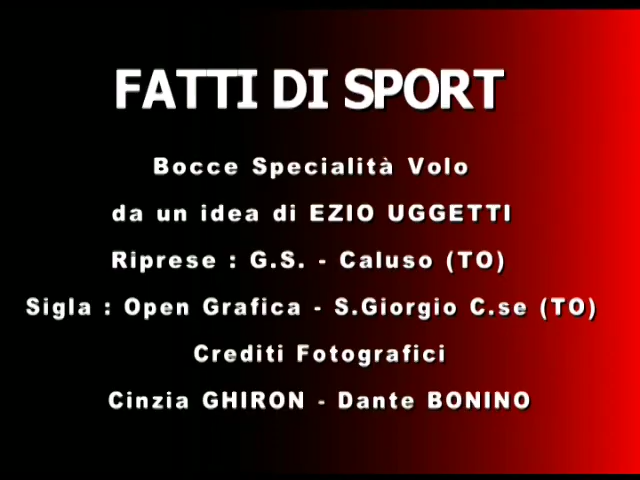 FATTI DI SPORT
Bocce Specialità Volo
da un idea di EZIO UGGETTI
Riprese : G.S. - Caluso (TO)
Sigla : Open Grafica - S.Giorgio C.se (TO)
Crediti Fotografici
Cinzia GHIRON - Dante BONINO